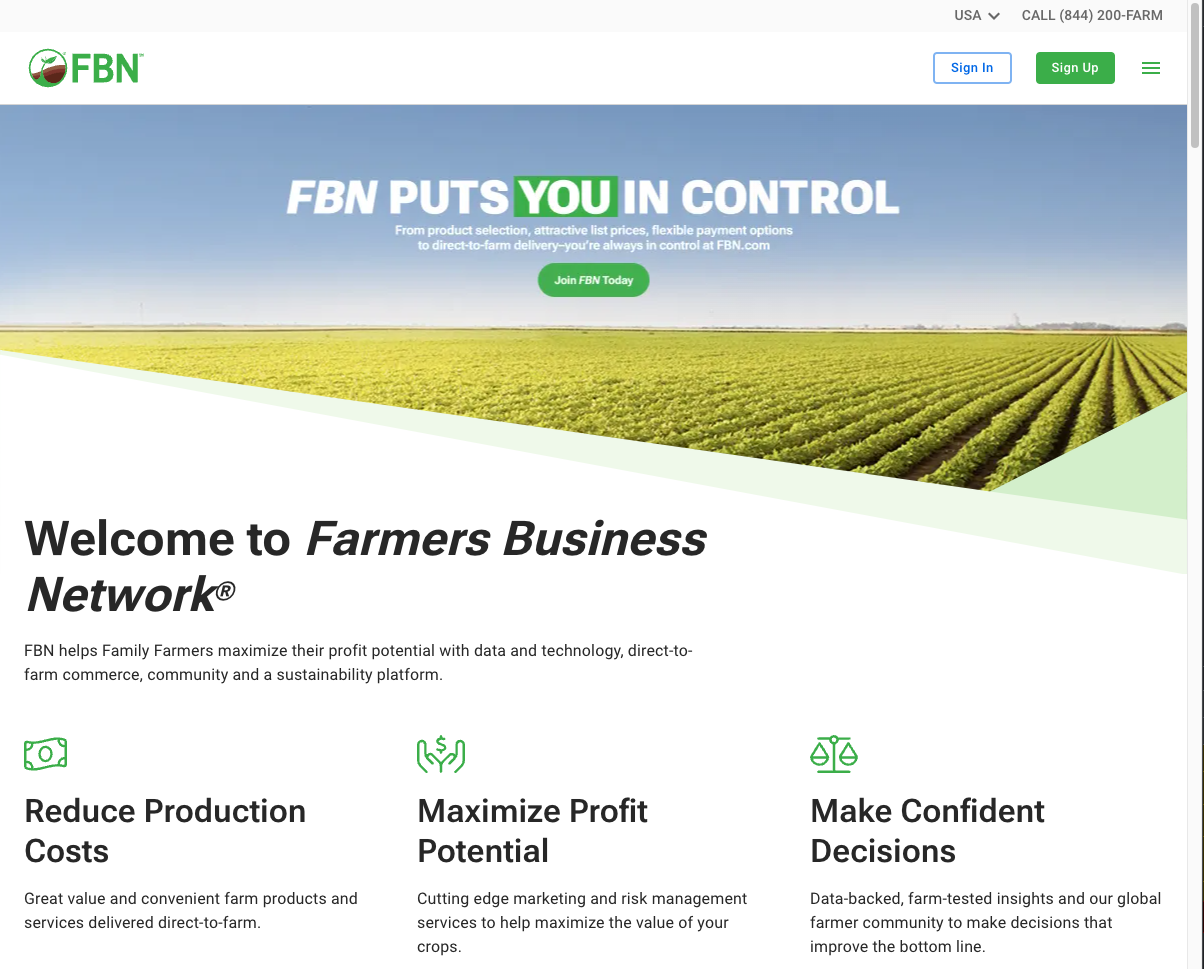 USA CALL (844) 200-FARM
FBN™
Sign In
Sign Up
FBN PUTS YOU IN CONTROL
From product selection, attractive list prices, flexible payment options
to direct-to-farm delivery–you're always in control at FBN.com
Join FBN Today
Welcome to Farmers Business
Network®
FBN helps Family Farmers maximize their profit potential with data and technology, direct-to-
farm commerce, community and a sustainability platform.
Reduce Production
Costs
Great value and convenient farm products and
services delivered direct-to-farm.
Maximize Profit
Potential
Cutting edge marketing and risk management
services to help maximize the value of your
crops.
Make Confident
Decisions
Data-backed, farm-tested insights and our global
farmer community to make decisions that
improve the bottom line.